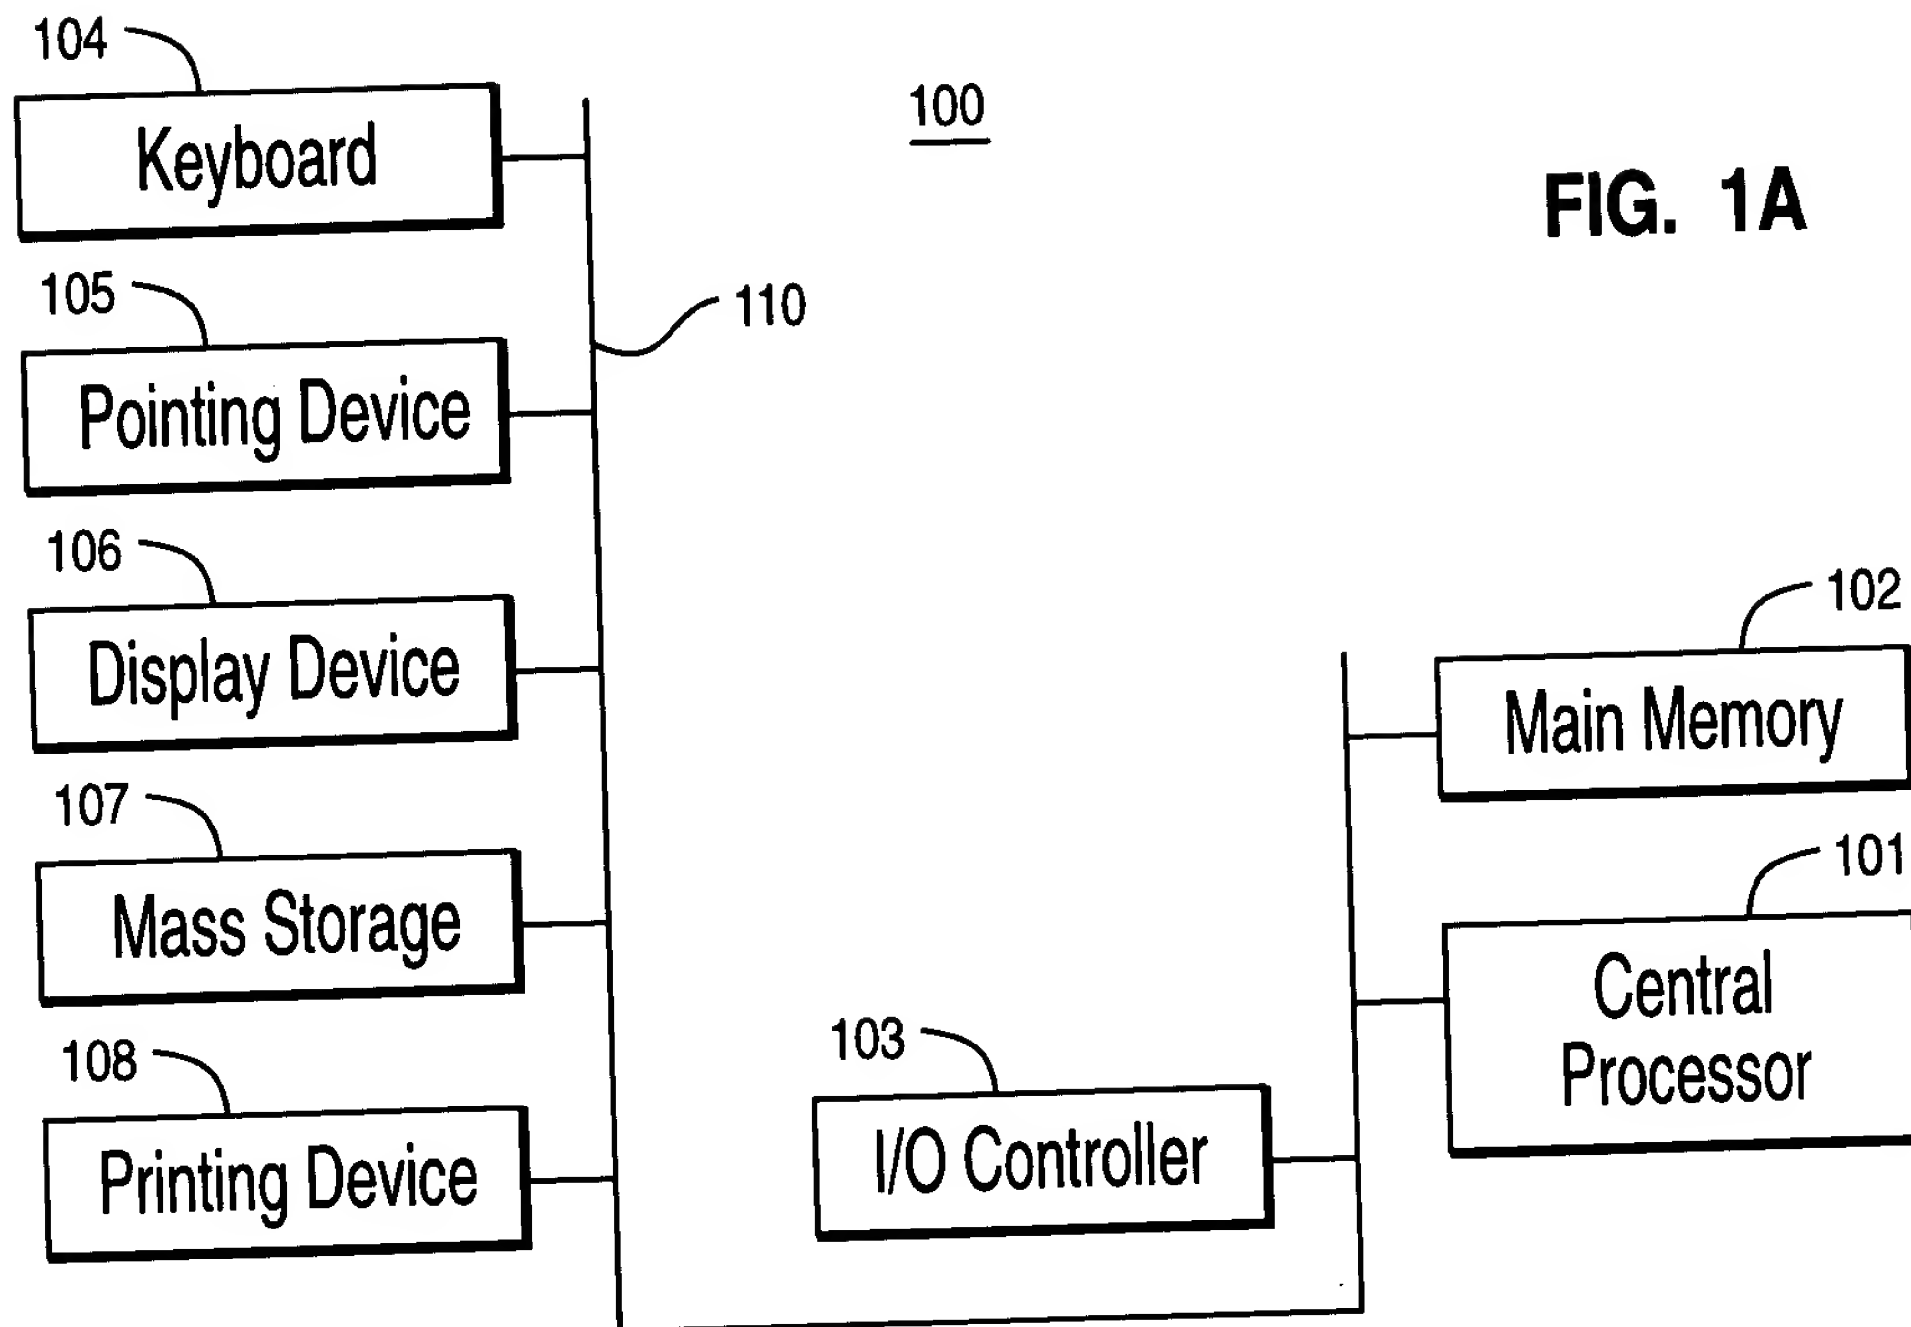 104
Keyboard
100
FIG. 1A
105
Pointing Device
110
106
Display Device
102
Main Memory
107
Mass Storage
101
Central
Processor
103
I/O Controller
108
Printing Device